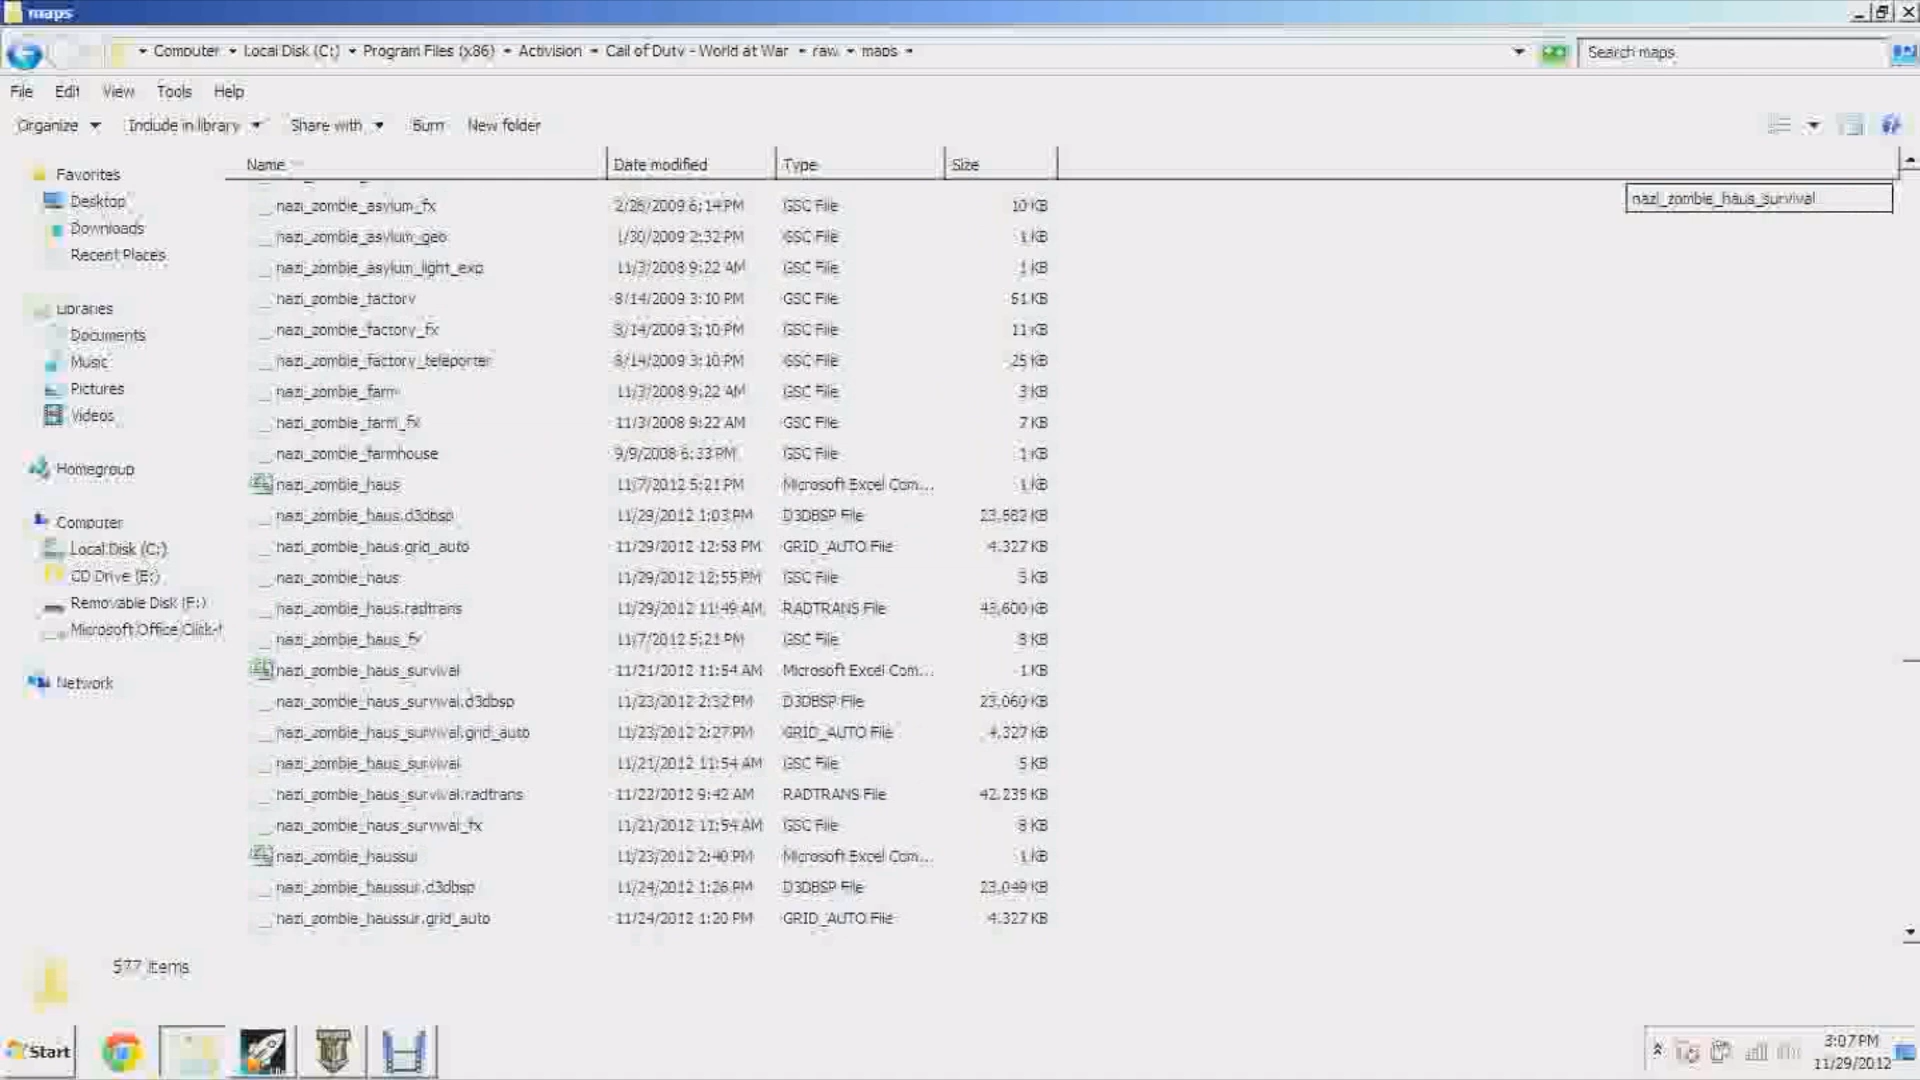 maps
Computer Local Disk (C:) Program Files (x86) Activision Call of Duty - World at War raw maps
Search maps
File Edit View Tools Help
Organize Include in library Share with Burn New folder
Name Date modified Type Size
nazi_zombie_haus_survival
Favorites
Desktop
Downloads
Recent Places
Libraries
Documents
Music
Pictures
Videos
Homegroup
Computer
Local Disk (C:)
CD Drive (E:)
Removable Disk (F:)
Microsoft Office Click-t
Network
nazi_zombie_asylum_fx 2/26/2009 6:14 PM GSC File 10 KB
nazi_zombie_asylum_geo 1/30/2009 2:32 PM GSC File 1 KB
nazi_zombie_asylum_light_exp 11/3/2008 9:22 AM GSC File 1 KB
nazi_zombie_factory 8/14/2009 3:10 PM GSC File 51 KB
nazi_zombie_factory_fx 8/14/2009 3:10 PM GSC File 11 KB
nazi_zombie_factory_teleporter 8/14/2009 3:10 PM GSC File 25 KB
nazi_zombie_farm 11/3/2008 9:22 AM GSC File 3 KB
nazi_zombie_farm_fx 11/3/2008 9:22 AM GSC File 7 KB
nazi_zombie_farmhouse 9/9/2008 6:33 PM GSC File 1 KB
nazi_zombie_haus 11/7/2012 5:21 PM Microsoft Excel Com... 1 KB
nazi_zombie_haus.d3dbsp 11/29/2012 1:03 PM D3DBSP File 23,582 KB
nazi_zombie_haus.grid_auto 11/29/2012 12:58 PM GRID_AUTO File 4,327 KB
nazi_zombie_haus 11/29/2012 12:55 PM GSC File 5 KB
nazi_zombie_haus.radtrans 11/29/2012 11:49 AM RADTRANS File 43,600 KB
nazi_zombie_haus_fx 11/7/2012 5:21 PM GSC File 8 KB
nazi_zombie_haus_survival 11/21/2012 11:54 AM Microsoft Excel Com... 1 KB
nazi_zombie_haus_survival.d3dbsp 11/23/2012 2:32 PM D3DBSP File 23,060 KB
nazi_zombie_haus_survival.grid_auto 11/23/2012 2:27 PM GRID_AUTO File 4,327 KB
nazi_zombie_haus_survival 11/21/2012 11:54 AM GSC File 5 KB
nazi_zombie_haus_survival.radtrans 11/22/2012 9:42 AM RADTRANS File 42,235 KB
nazi_zombie_haus_survival_fx 11/21/2012 11:54 AM GSC File 8 KB
nazi_zombie_haussur 11/23/2012 2:40 PM Microsoft Excel Com... 1 KB
nazi_zombie_haussur.d3dbsp 11/24/2012 1:26 PM D3DBSP File 23,049 KB
nazi_zombie_haussur.grid_auto 11/24/2012 1:20 PM GRID_AUTO File 4,327 KB
577 items
Start
3:07 PM
11/29/2012